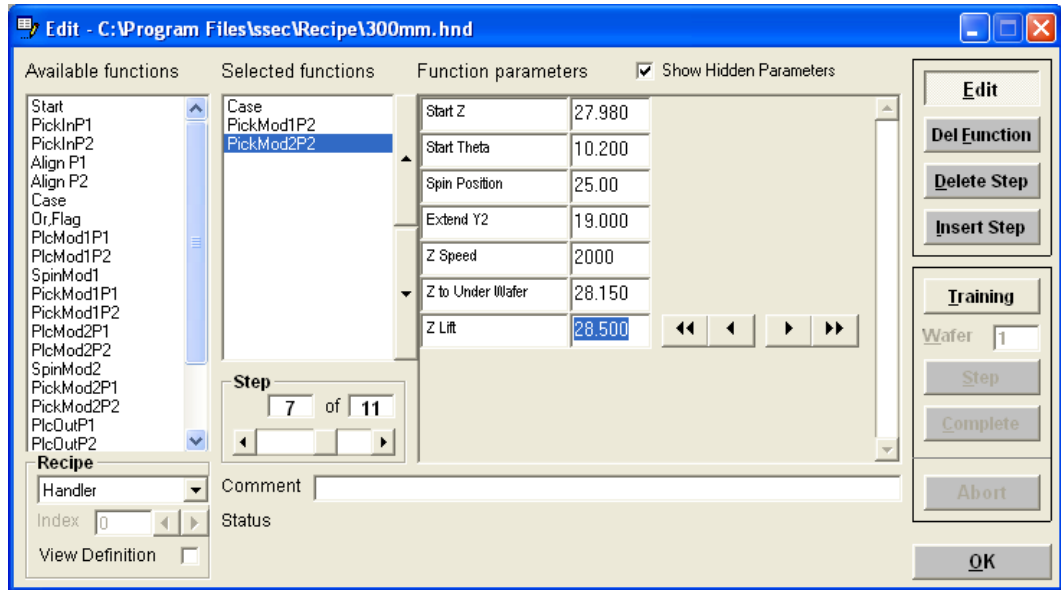 Edit - C:\Program Files\ssec\Recipe\300mm.hnd
Available functions
Start
PickInP1
PickInP2
Align P1
Align P2
Case
Or,Flag
PlcMod1P1
PlcMod1P2
SpinMod1
PickMod1P1
PickMod1P2
PlcMod2P1
PlcMod2P2
SpinMod2
PickMod2P1
PickMod2P2
PlcOutP1
PlcOutP2
Recipe
Handler
Index 0
View Definition
Selected functions
Case
PickMod1P2
PickMod2P2
Step
7 of 11
Function parameters
Show Hidden Parameters
Start Z 27.980
Start Theta 10.200
Spin Position 25.00
Extend Y2 19.000
Z Speed 2000
Z to Under Wafer 28.150
Z Lift 28.500
Comment
Status
Edit
Del Function
Delete Step
Insert Step
Training
Wafer 1
Step
Complete
Abort
OK